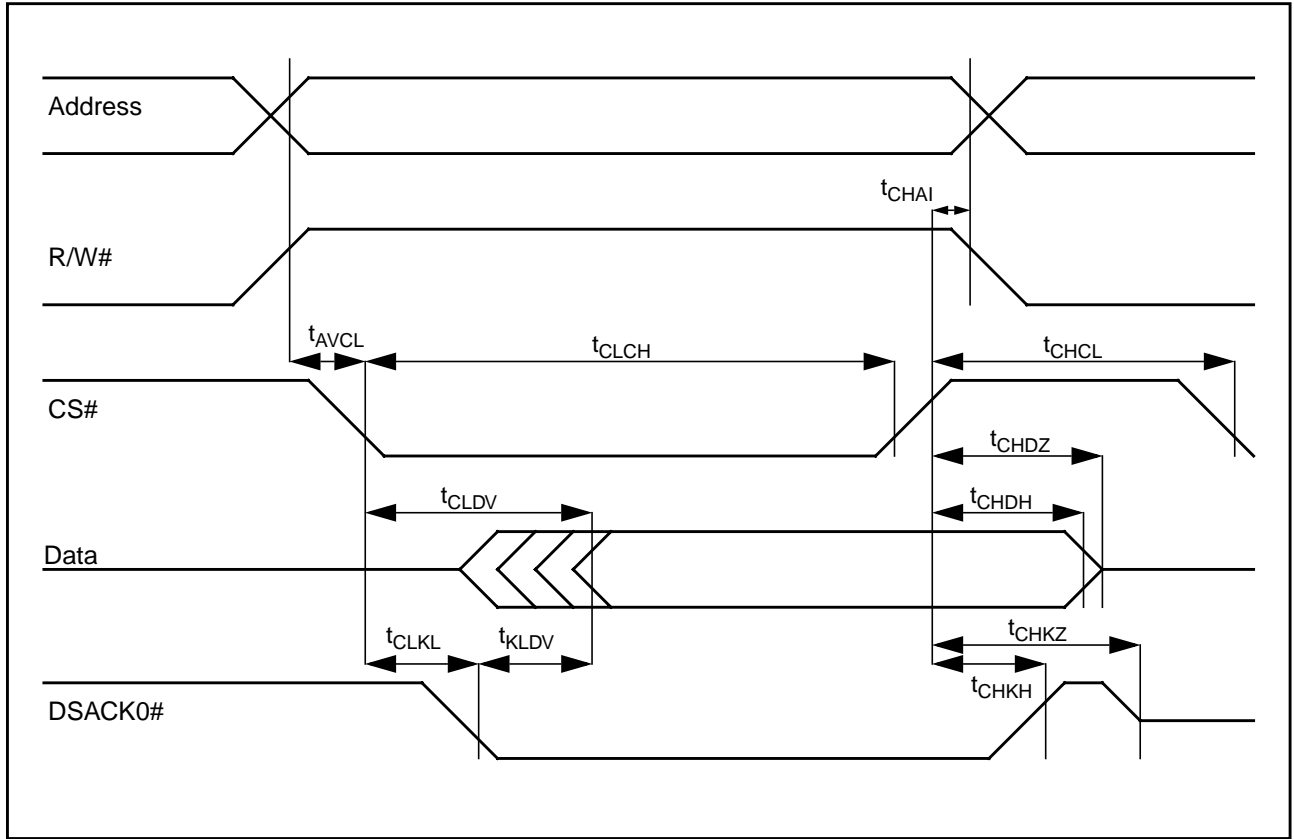 Address
tCHAI
R/W#
tAVCL
tCLCH
tCHCL
CS#
tCHDZ
tCLDV
tCHDH
Data
tCLKL
tKLDV
tCHKZ
tCHKH
DSACK0#